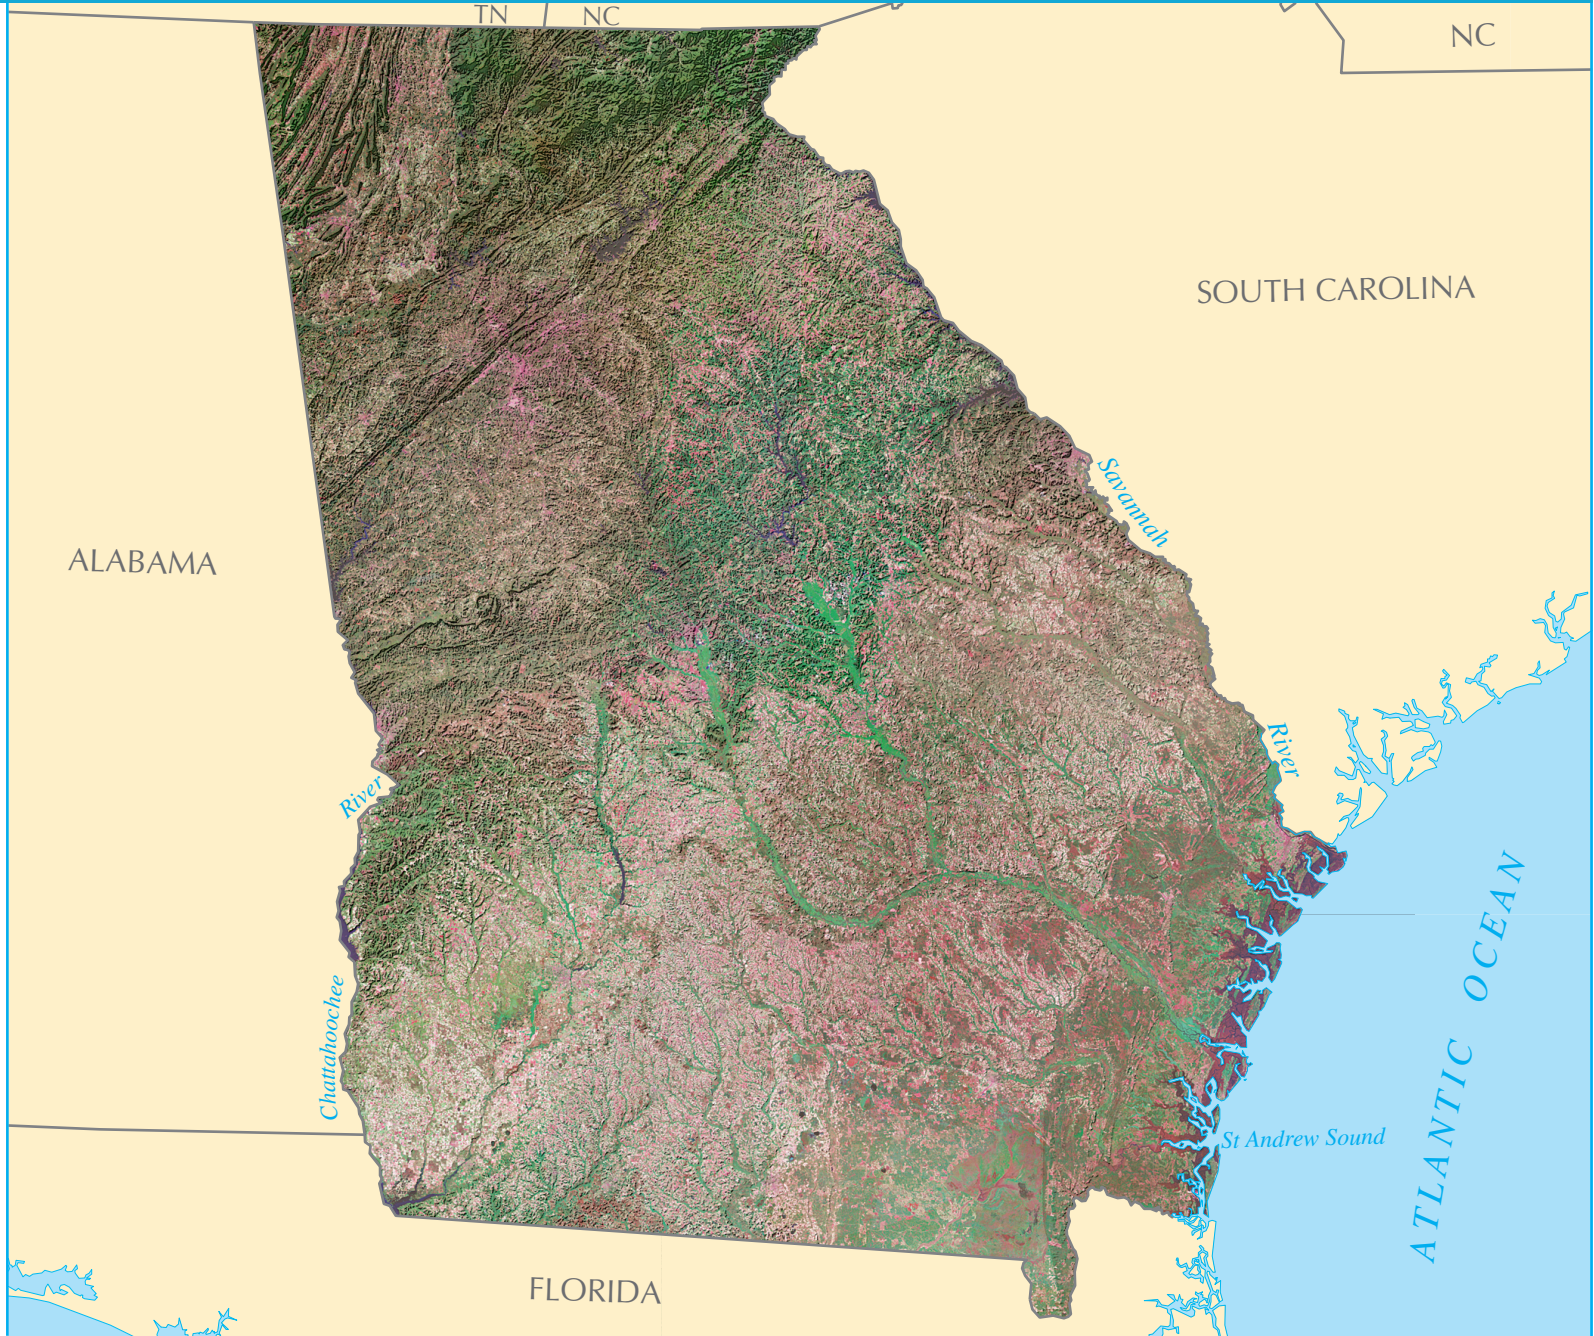 TN
NC
NC
SOUTH CAROLINA
Savannah
ALABAMA
River
River
Chattahoochee
ATLANTIC OCEAN
St Andrew Sound
FLORIDA